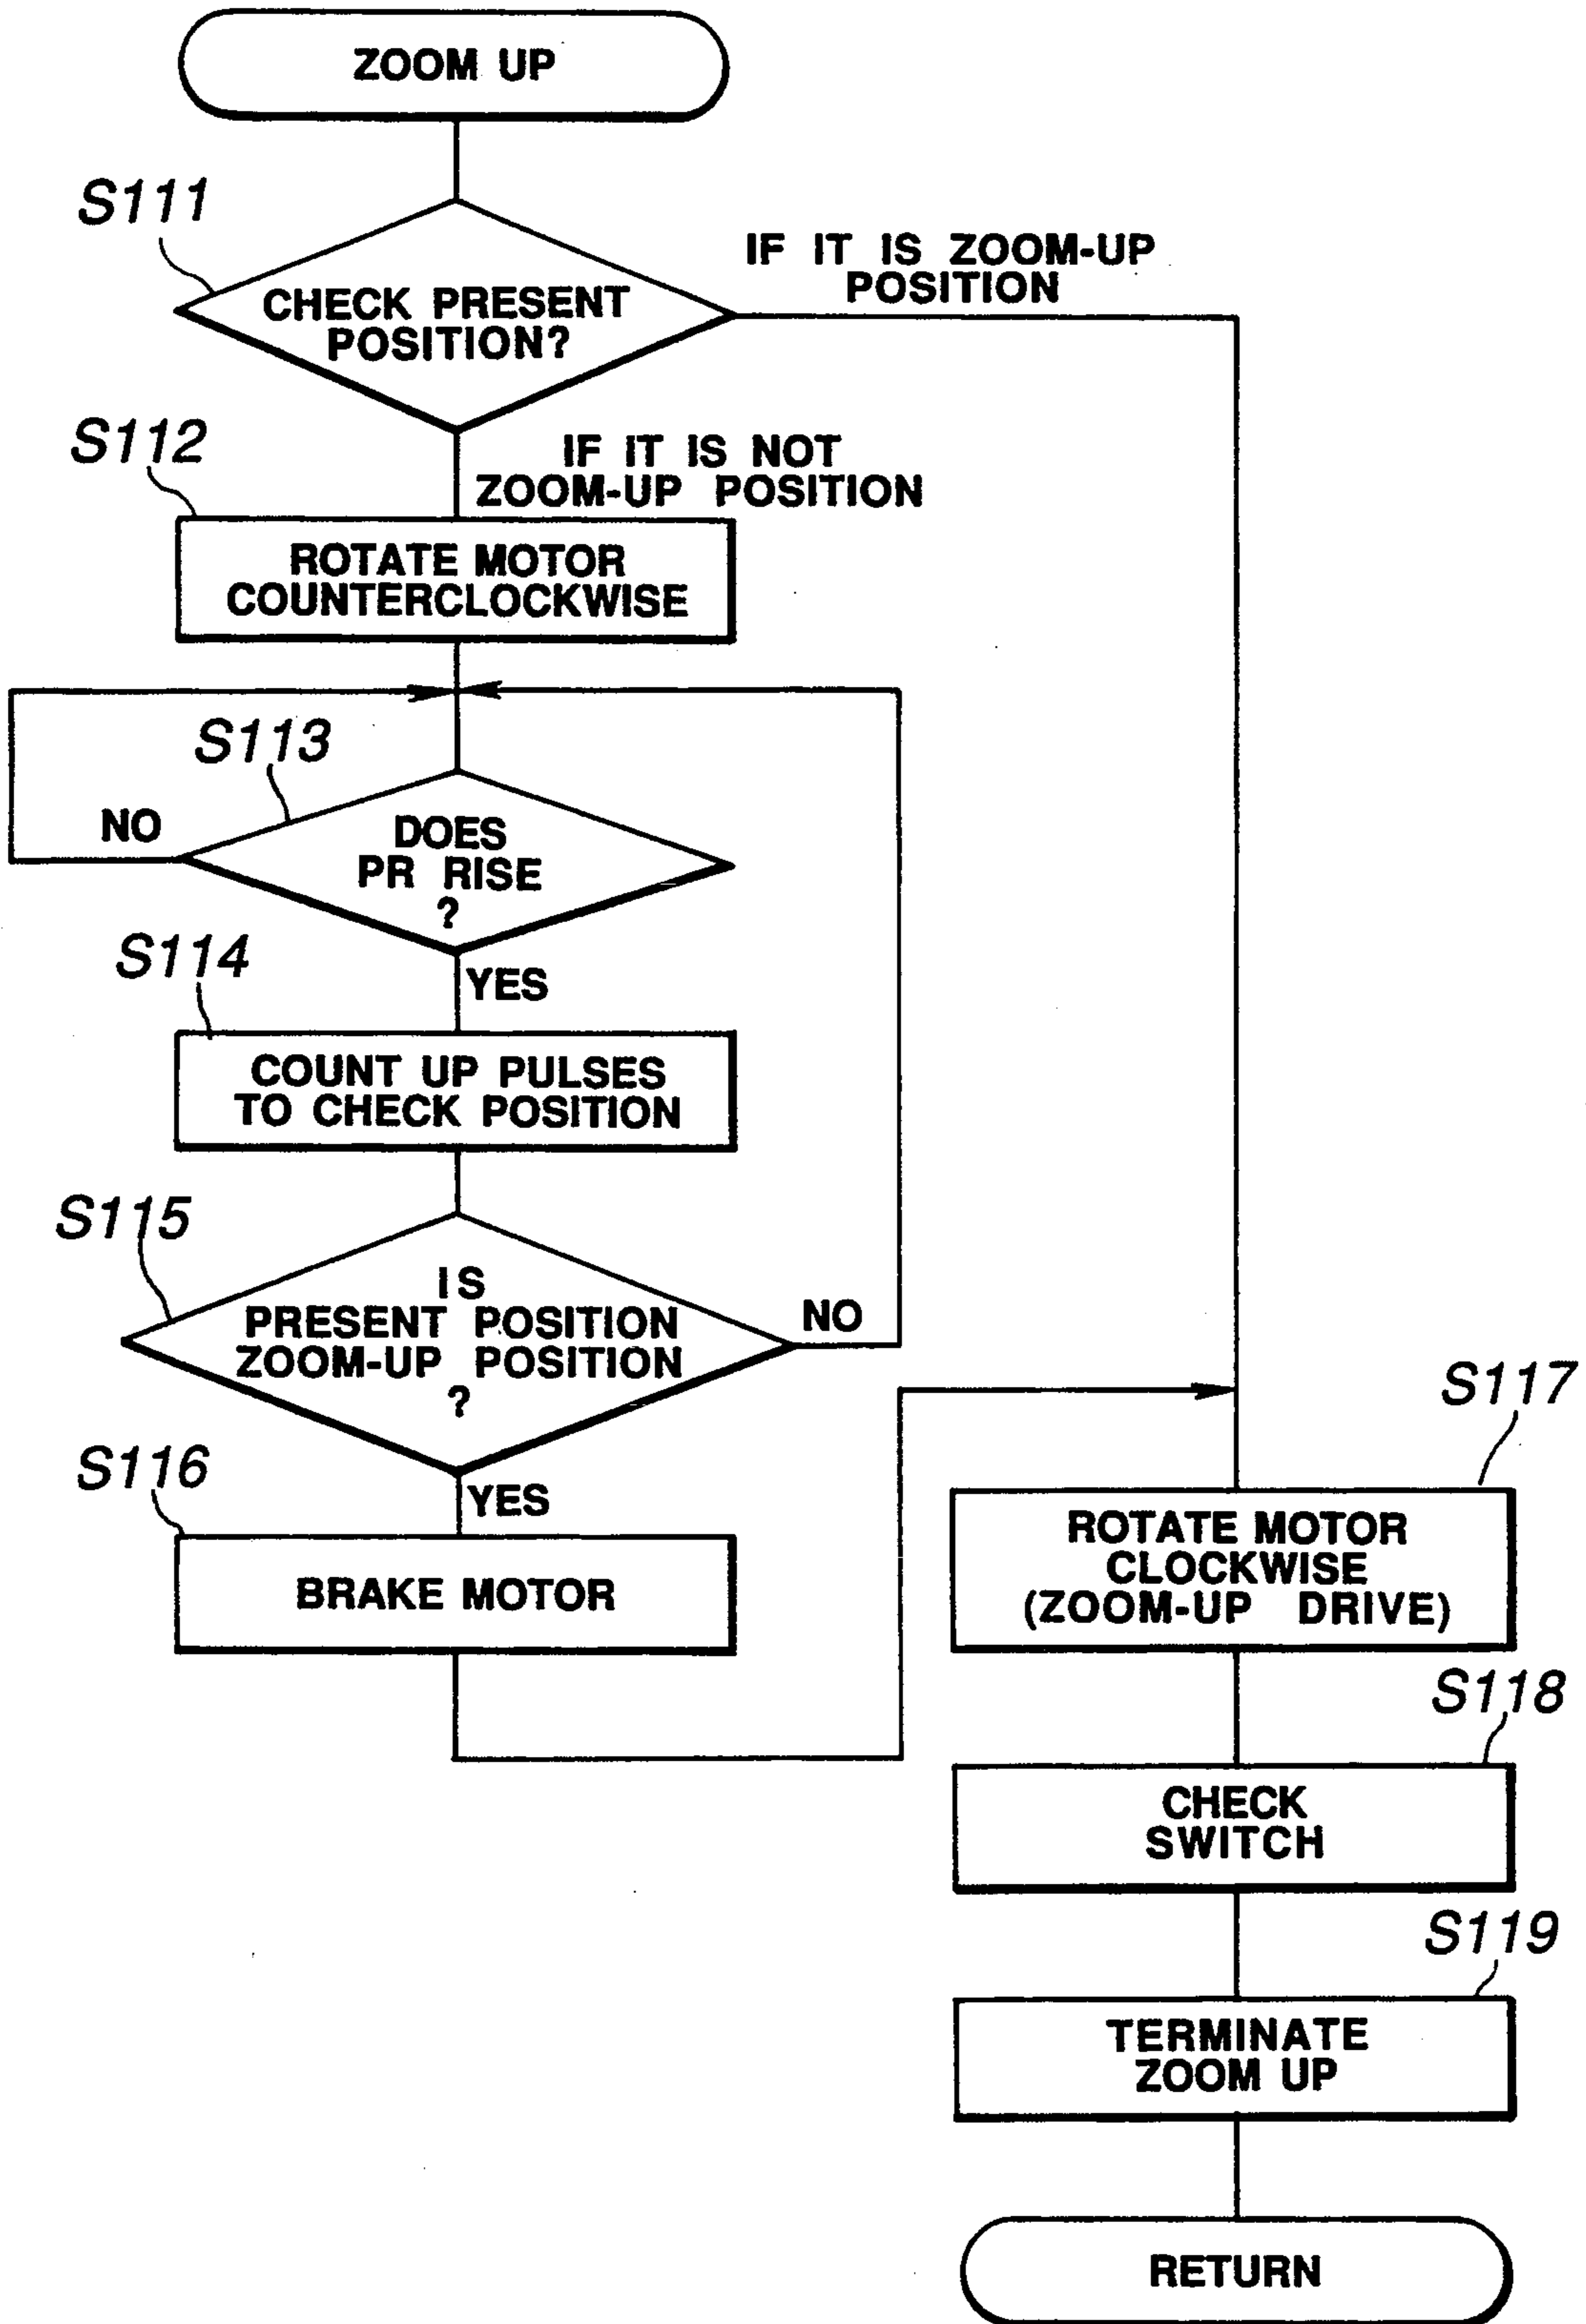 ZOOM UP
S111
CHECK PRESENT
POSITION?
IF IT IS ZOOM-UP
POSITION
S112
IF IT IS NOT
ZOOM-UP POSITION
ROTATE MOTOR
COUNTERCLOCKWISE
S113
NO
DOES
PR RISE
?
S114
YES
COUNT UP PULSES
TO CHECK POSITION
S115
IS
PRESENT POSITION
ZOOM-UP POSITION
?
NO
S116
YES
BRAKE MOTOR
S117
ROTATE MOTOR
CLOCKWISE
(ZOOM-UP DRIVE)
S118
CHECK
SWITCH
S119
TERMINATE
ZOOM UP
RETURN